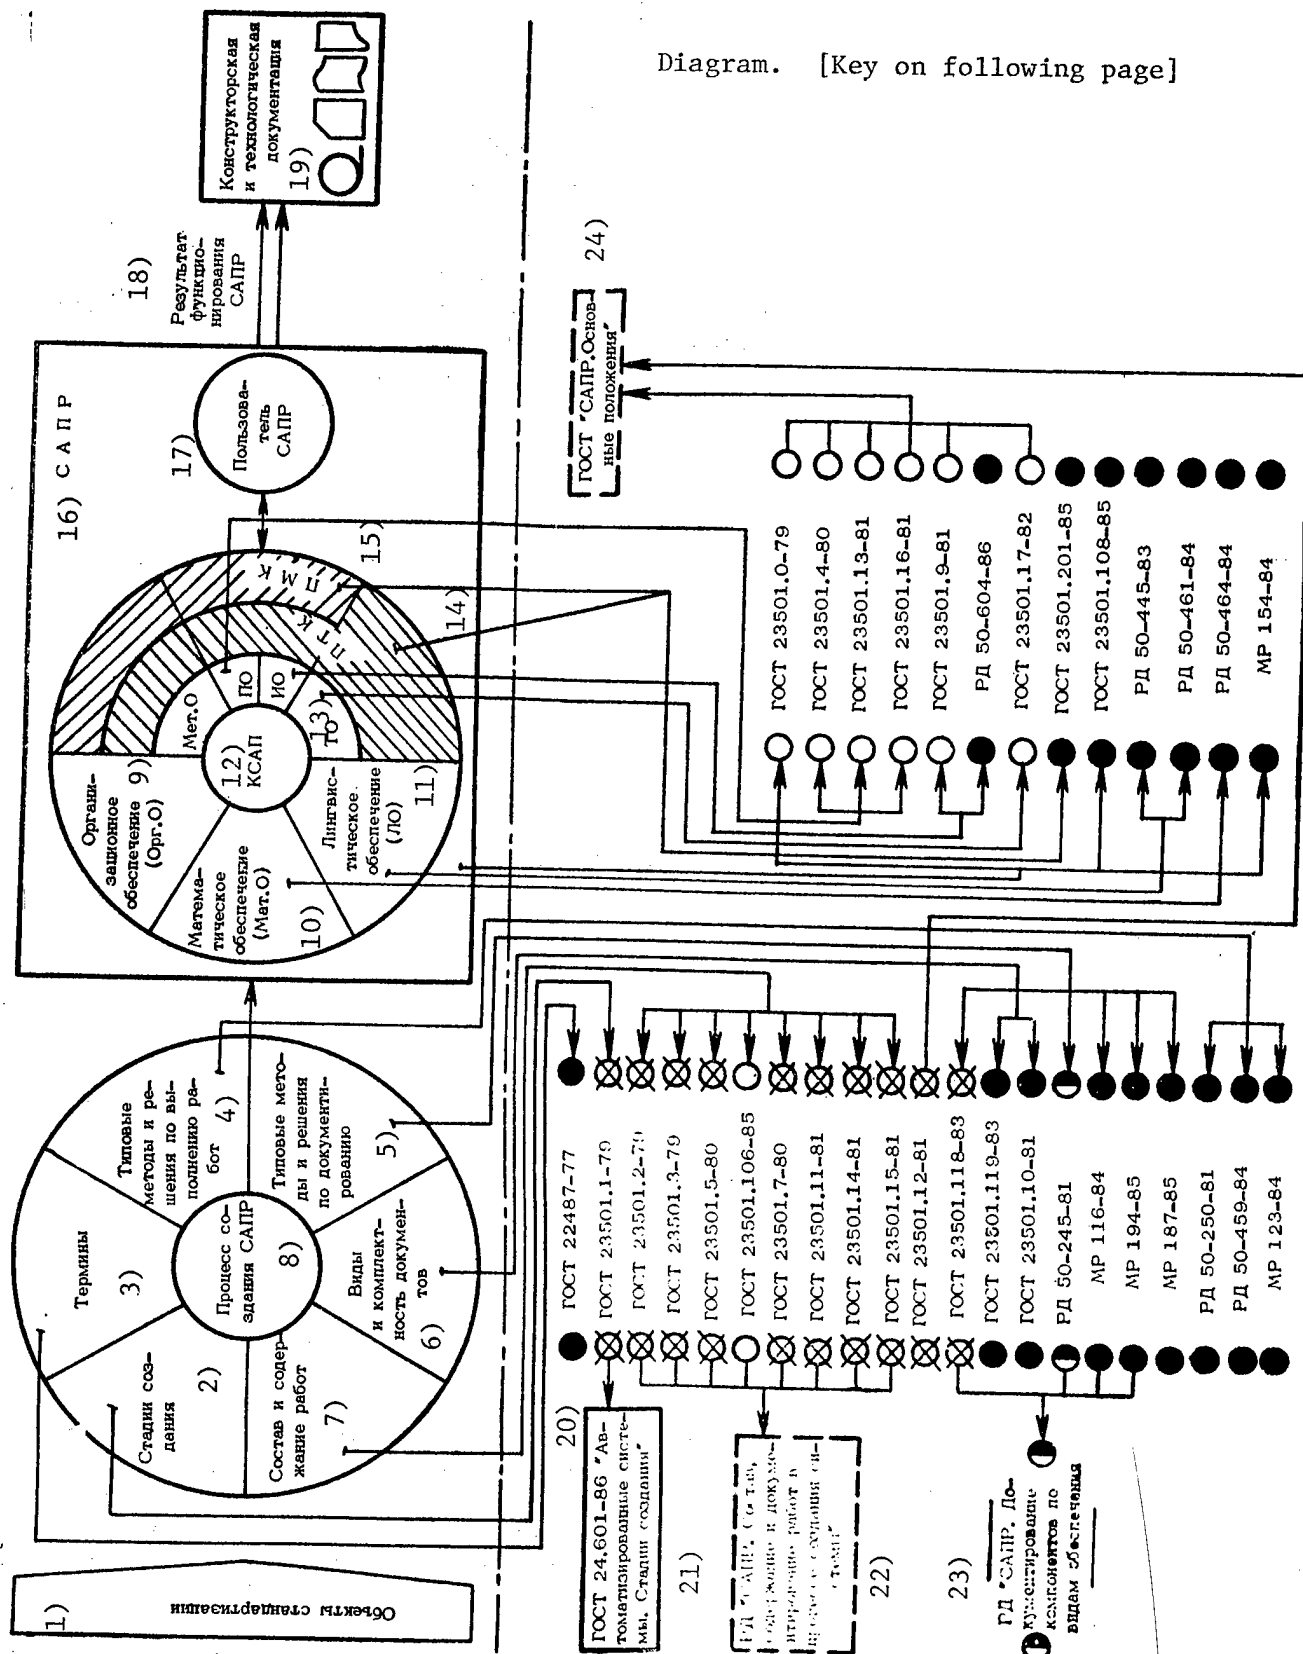 Diagram. [Key on following page]
1)
Объекты стандартизации
2)
Стадии соз-
дания
3)
Термины
4)
Типовые
методы и ре-
шения по вы-
полнению ра-
бот
5)
Типовые мето-
ды и решения
по документи-
рованию
6)
Виды
и комплект-
ность докумен-
тов
7)
Состав и содер-
жание работ
8)
Процесс со-
здания САПР
16) САПР
9)
Органи-
зационное
обеспечение
(Орг.О)
10)
Матема-
тическое
обеспечение
(Мат.О)
11)
Лингвис-
тическое
обеспечение
(ЛО)
12)
КСАП
13)
ТО
Мет.О
ПО
ИО
14)
ПТК
15)
ПМК
17)
Пользова-
тель
САПР
18)
Результат
функцио-
нирования
САПР
Конструкторская
и технологическая
документация
19)
20)
ГОСТ 24.601-86 "Ав-
томатизированные систе-
мы. Стадии создания"
21)
22)
23)
РД "САПР. До-
кументирование
компонентов по
видам обеспечения
24)
ГОСТ "САПР.Основ-
ные положения"
ГОСТ 22487-77
ГОСТ 23501.1-79
ГОСТ 23501.2-79
ГОСТ 23501.3-79
ГОСТ 23501.5-80
ГОСТ 23501.106-85
ГОСТ 23501.7-80
ГОСТ 23501.11-81
ГОСТ 23501.14-81
ГОСТ 23501.15-81
ГОСТ 23501.12-81
ГОСТ 23501.118-83
ГОСТ 23501.119-83
ГОСТ 23501.10-81
РД 50-245-81
МР 116-84
МР 194-85
МР 187-85
РД 50-250-81
РД 50-459-84
МР 123-84
ГОСТ 23501.0-79
ГОСТ 23501.4-80
ГОСТ 23501.13-81
ГОСТ 23501.16-81
ГОСТ 23501.9-81
РД 50-604-86
ГОСТ 23501.17-82
ГОСТ 23501.201-85
ГОСТ 23501.108-85
РД 50-445-83
РД 50-461-84
РД 50-464-84
МР 154-84